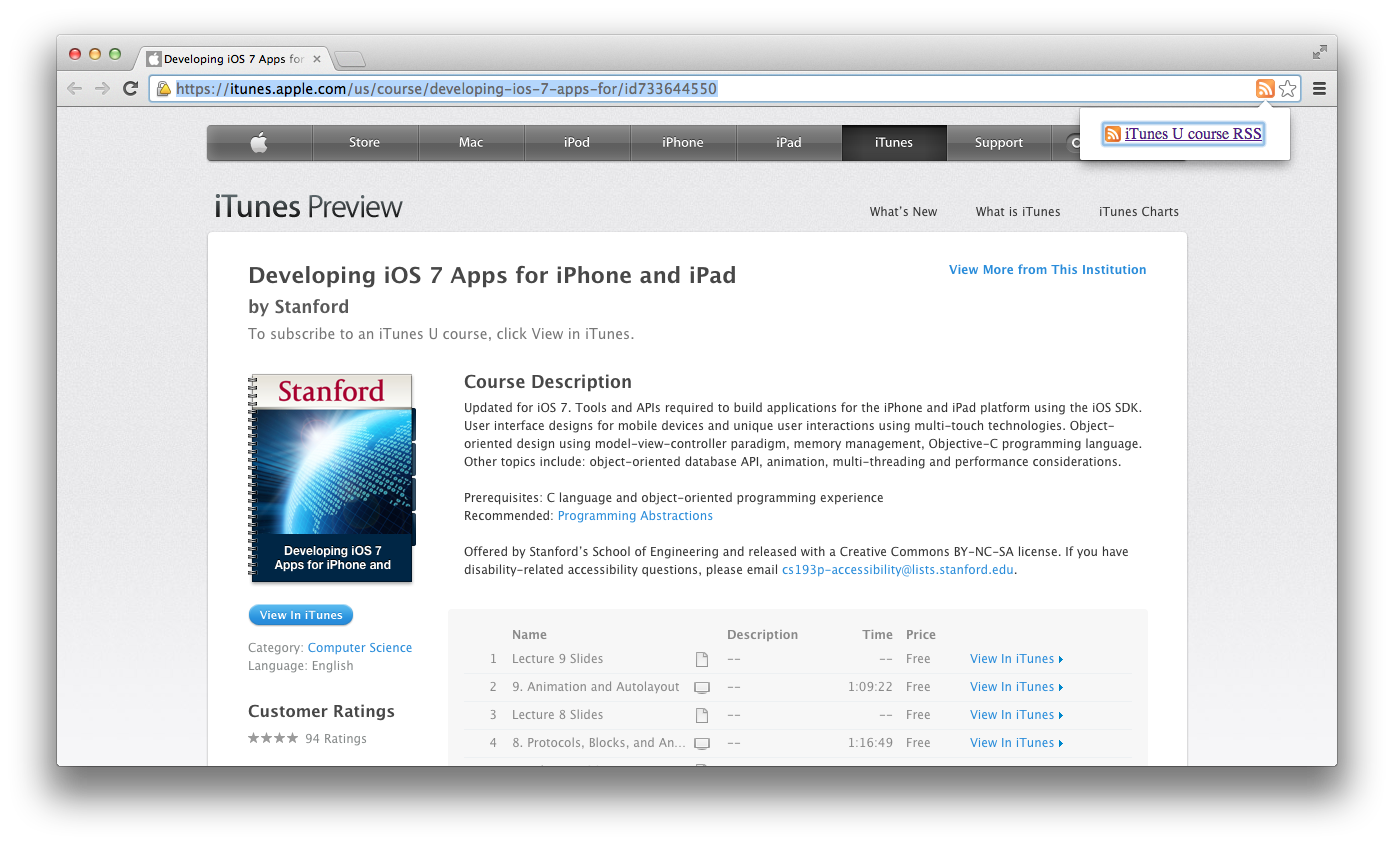 Developing iOS 7 Apps for
https://itunes.apple.com/us/course/developing-ios-7-apps-for/id733644550
iTunes U course RSS
Store Mac iPod iPhone iPad iTunes Support
iTunes Preview
What's New What is iTunes iTunes Charts
Developing iOS 7 Apps for iPhone and iPad
View More from This Institution
by Stanford
To subscribe to an iTunes U course, click View in iTunes.
Stanford
Developing iOS 7
Apps for iPhone and
View In iTunes
Category: Computer Science
Language: English
Customer Ratings
★★★★ 94 Ratings
Course Description
Updated for iOS 7. Tools and APIs required to build applications for the iPhone and iPad platform using the iOS SDK.
User interface designs for mobile devices and unique user interactions using multi-touch technologies. Object-
oriented design using model-view-controller paradigm, memory management, Objective-C programming language.
Other topics include: object-oriented database API, animation, multi-threading and performance considerations.
Prerequisites: C language and object-oriented programming experience
Recommended: Programming Abstractions
Offered by Stanford's School of Engineering and released with a Creative Commons BY-NC-SA license. If you have
disability-related accessibility questions, please email cs193p-accessibility@lists.stanford.edu.
Name Description Time Price
1 Lecture 9 Slides -- -- Free View In iTunes
2 9. Animation and Autolayout -- 1:09:22 Free View In iTunes
3 Lecture 8 Slides -- -- Free View In iTunes
4 8. Protocols, Blocks, and An... -- 1:16:49 Free View In iTunes